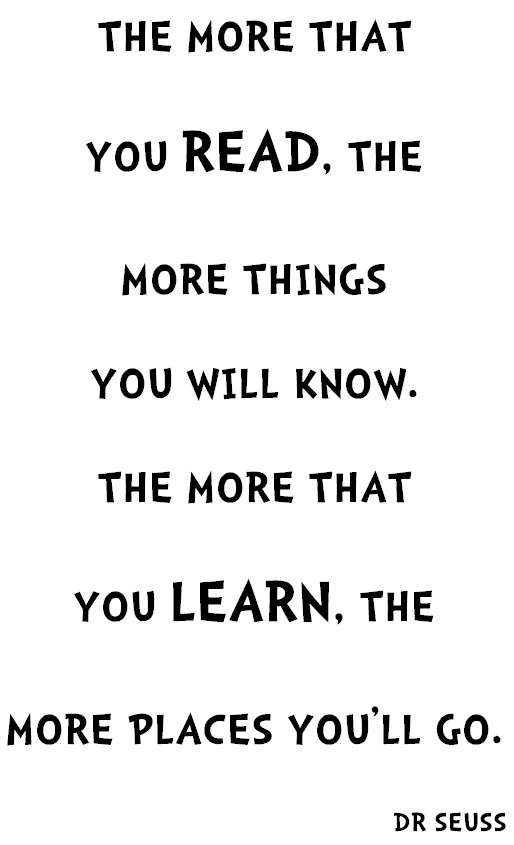 THE MORE THAT
YOU READ, THE
MORE THINGS
YOU WILL KNOW.
THE MORE THAT
YOU LEARN, THE
MORE PLACES YOU'LL GO.
DR SEUSS